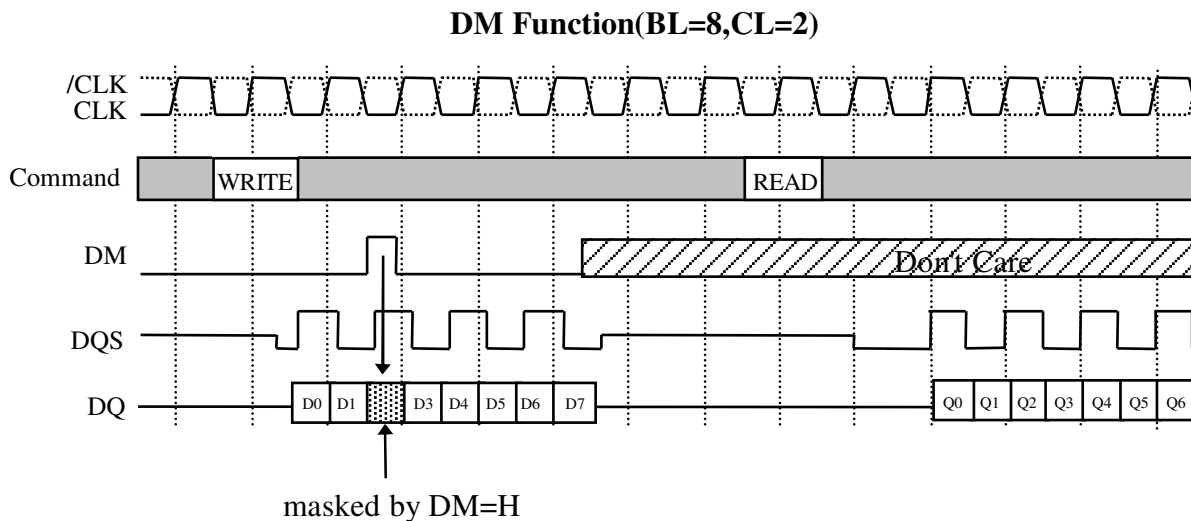 DM Function(BL=8,CL=2)
/CLK
CLK
Command WRITE READ
DM Don't Care
DQS
DQ D0 D1 D3 D4 D5 D6 D7 Q0 Q1 Q2 Q3 Q4 Q5 Q6
masked by DM=H